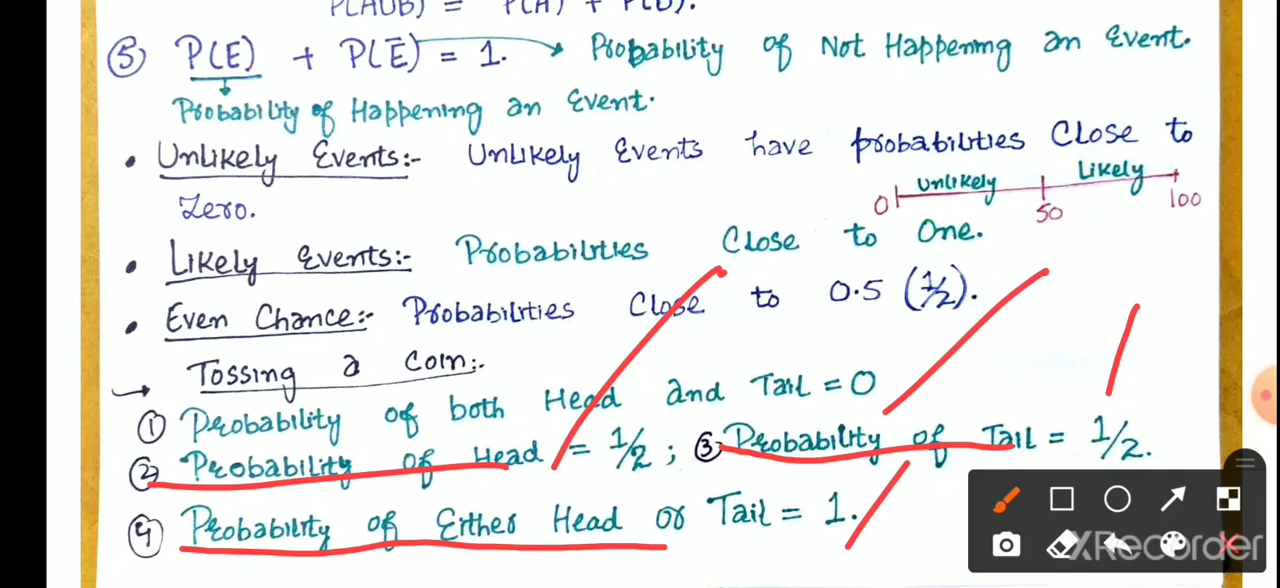 P(AUB) = P(A) + P(B).
⑤ P(E) + P(Ē) = 1. → Probability of Not Happening an Event.
Probability of Happening an Event.
• Unlikely Events:- Unlikely Events have probabilities Close to
Zero.
0 Unlikely 50 Likely 100
• Likely Events:- Probabilities Close to One.
• Even Chance:- Probabilities Close to 0.5 (1/2).
→ Tossing a Coin:-
① Probability of both Head and Tail = 0
② Probability of Head = 1/2 ; ③ Probability of Tail = 1/2.
④ Probability of Either Head or Tail = 1.
XRecorder